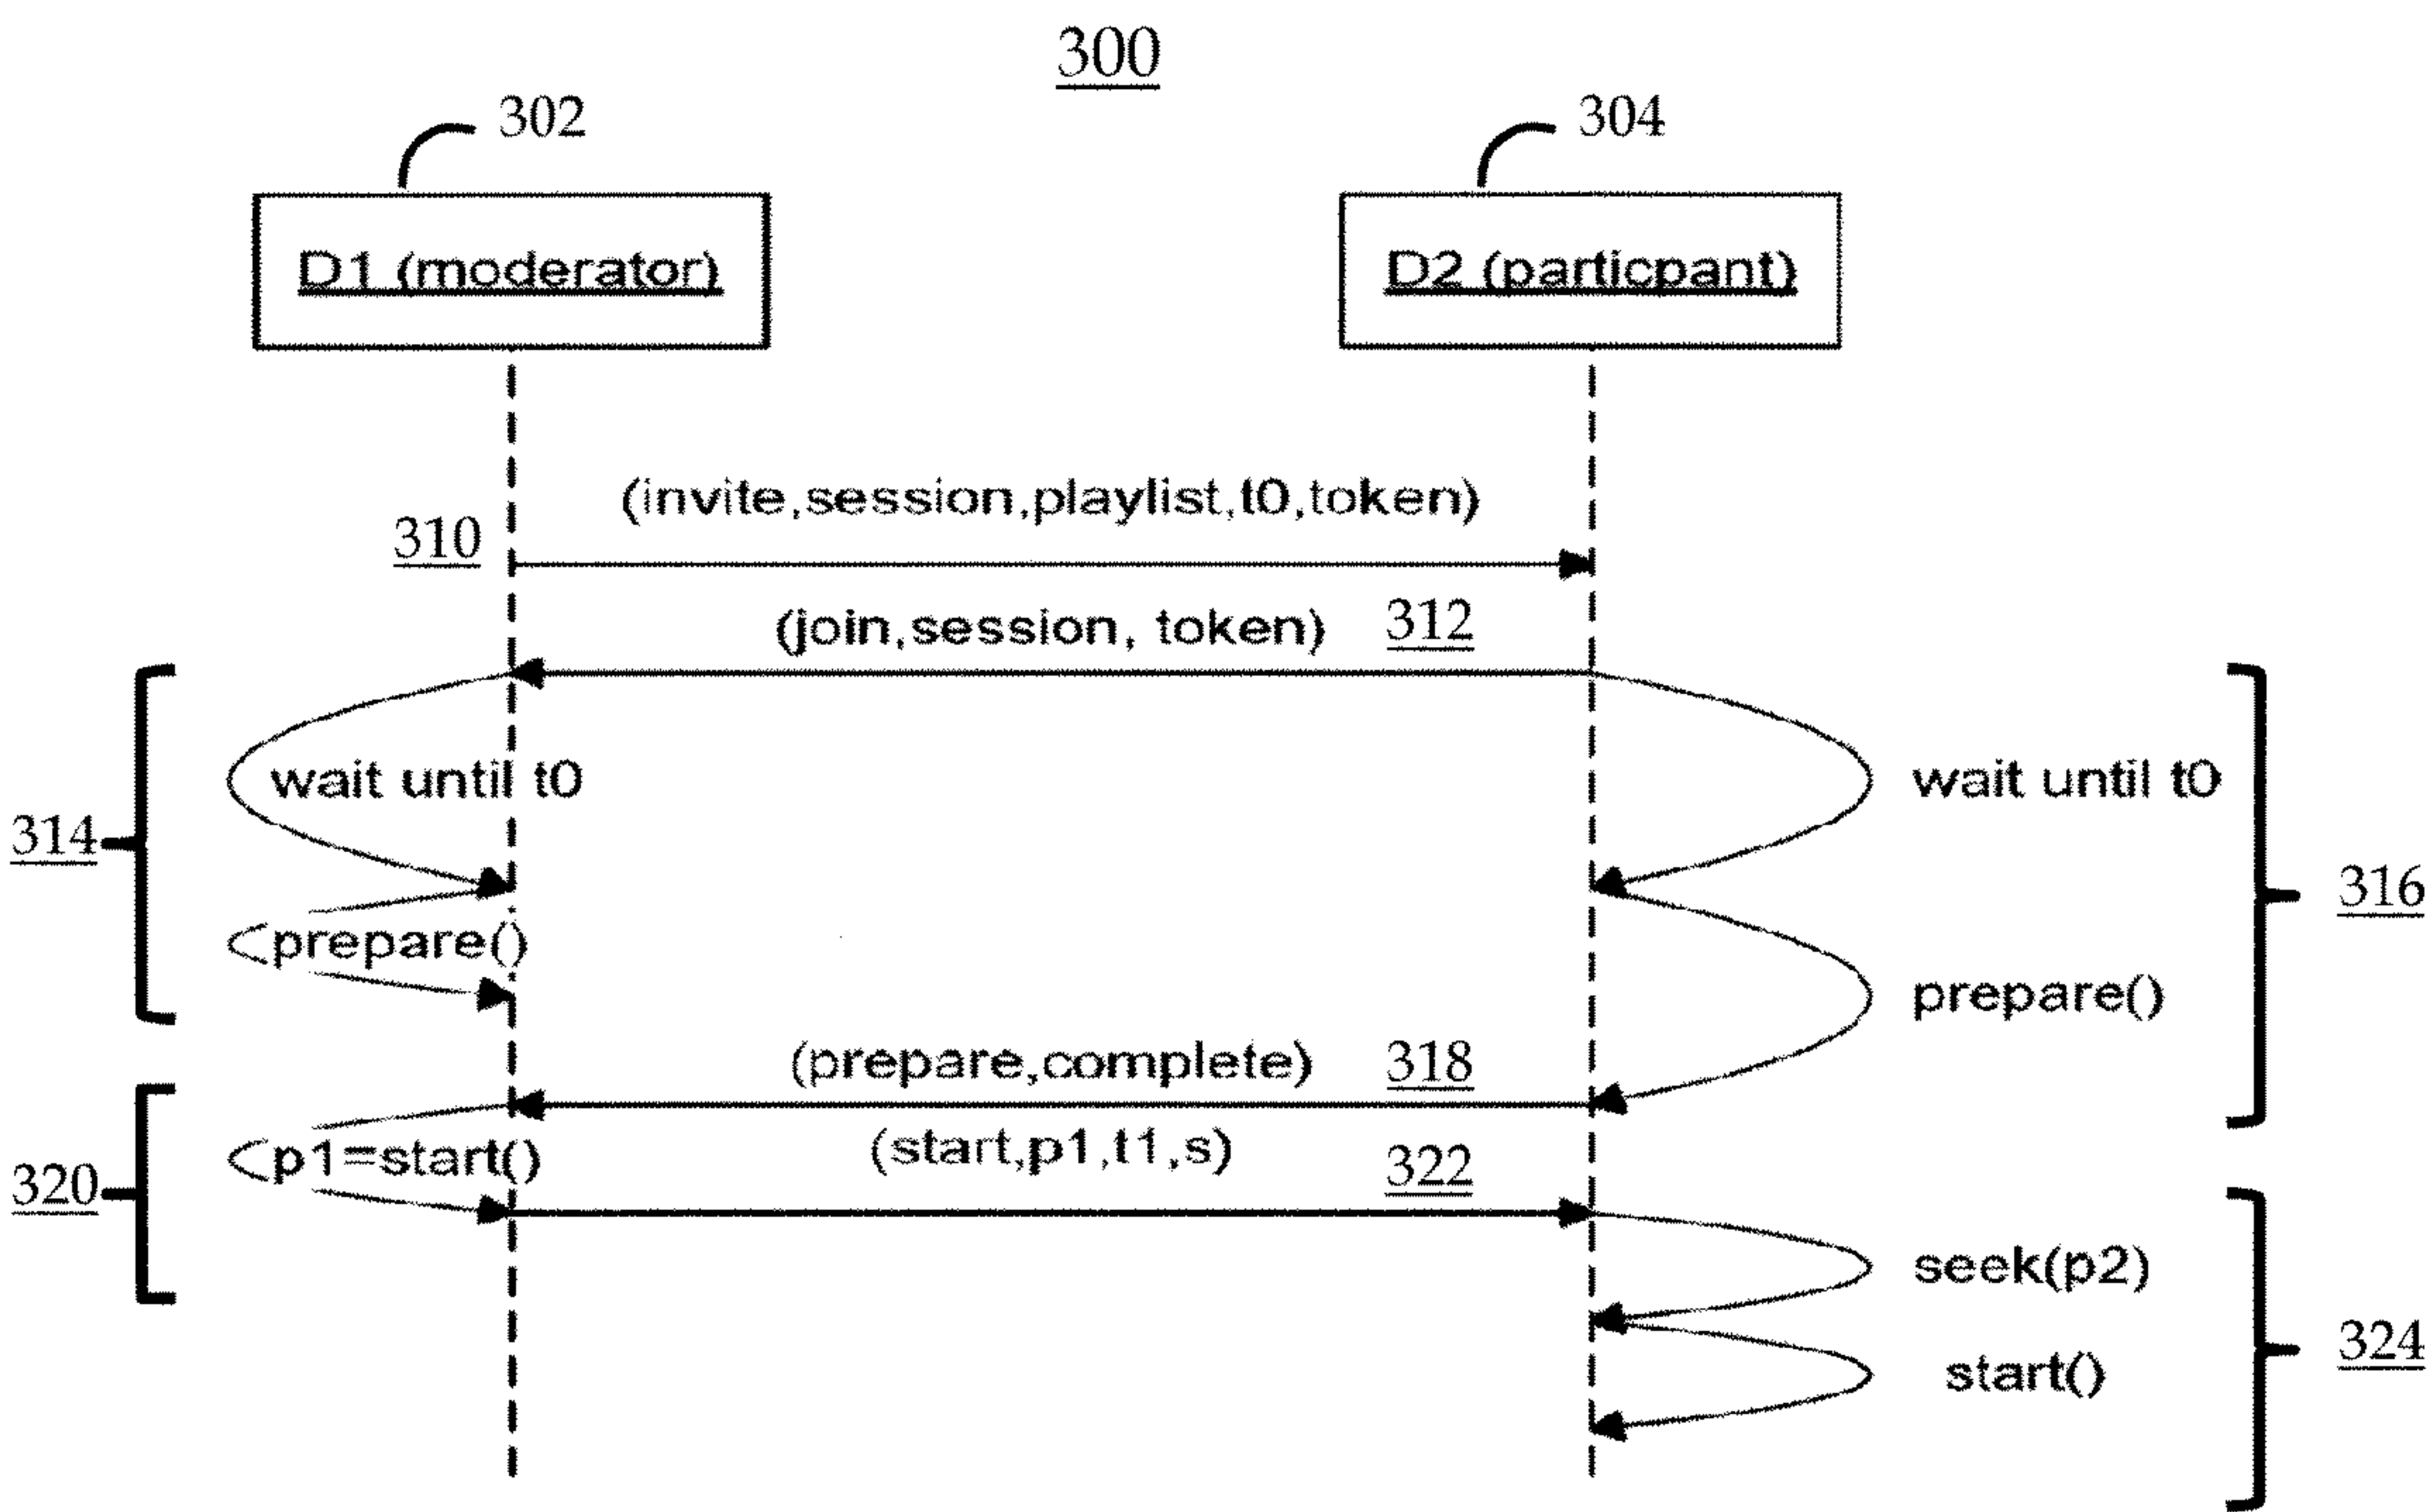 300
302
304
D1 (moderator)
D2 (particpant)
(invite,session,playlist,t0,token)
310
(join,session, token)
312
wait until t0
wait until t0
314
316
prepare()
prepare()
(prepare,complete)
318
p1=start()
(start,p1,t1,s)
322
320
seek(p2)
324
start()